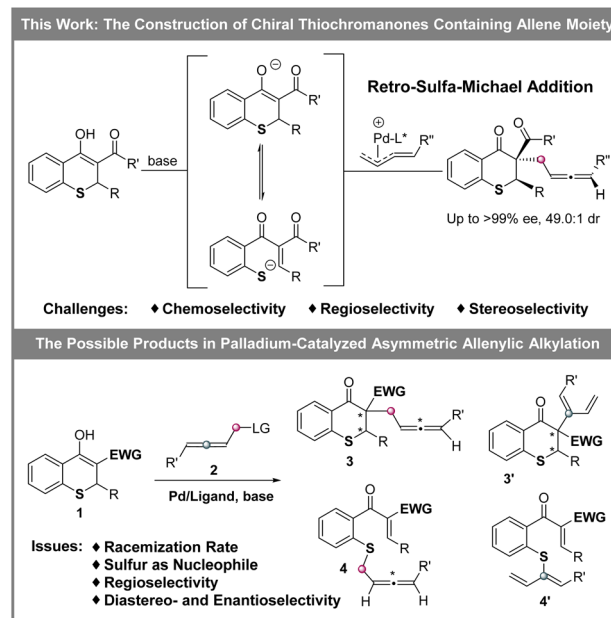 This Work: The Construction of Chiral Thiochromanones Containing Allene Moiety
OH
O
R'
S
R
base
O
⊖
O
R'
S
R
O
O
R'
S
⊖
R
Retro-Sulfa-Michael Addition
⊕
Pd-L*
R"
O
O
R'
R"
S
R
H
Up to >99% ee, 49.0:1 dr
Challenges: ♦ Chemoselectivity ♦ Regioselectivity ♦ Stereoselectivity
The Possible Products in Palladium-Catalyzed Asymmetric Allenylic Alkylation
OH
EWG
S
R
1
LG
R'
2
Pd/Ligand, base
O
EWG
*
*
*
R'
S
R
H
3
R'
O
*
*
EWG
S
R
3'
Issues: ♦ Racemization Rate
♦ Sulfur as Nucleophile
♦ Regioselectivity
♦ Diastereo- and Enantioselectivity
O
EWG
S
R
4
*
R'
H
H
O
EWG
S
R
R'
4'